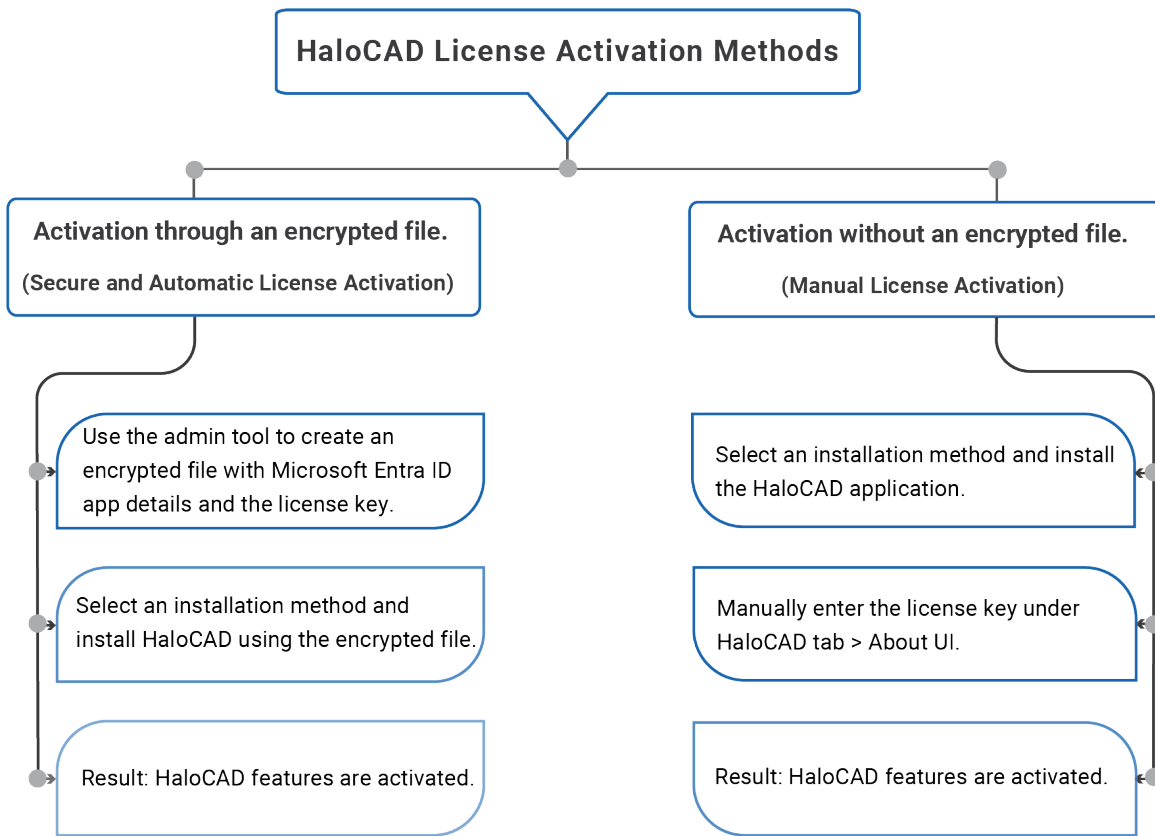 HaloCAD License Activation Methods
Activation through an encrypted file.
(Secure and Automatic License Activation)
Use the admin tool to create an
encrypted file with Microsoft Entra ID
app details and the license key.
Select an installation method and
install HaloCAD using the encrypted file.
Result: HaloCAD features are activated.
Activation without an encrypted file.
(Manual License Activation)
Select an installation method and install
the HaloCAD application.
Manually enter the license key under
HaloCAD tab > About UI.
Result: HaloCAD features are activated.